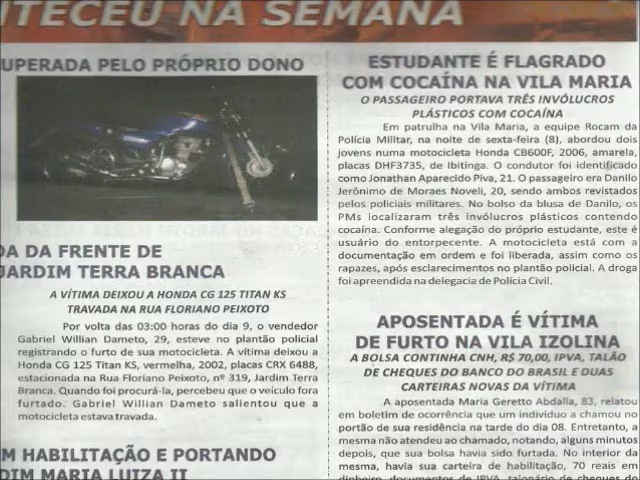 NTECEU NA SEMANA
UPERADA PELO PRÓPRIO DONO
DA DA FRENTE DE
JARDIM TERRA BRANCA
A VÍTIMA DEIXOU A HONDA CG 125 TITAN KS
TRAVADA NA RUA FLORIANO PEIXOTO
Por volta das 03:00 horas do dia 9, o vendedor
Gabriel Willian Dameto, 29, esteve no plantão policial
registrando o furto de sua motocicleta. A vítima deixou a
Honda CG 125 Titan KS, vermelha, 2002, placas CRX 6488,
estacionada na Rua Floriano Peixoto, nº 319, Jardim Terra
Branca. Quando foi procurá-la, percebeu que o veículo fora
furtado. Gabriel Willian Dameto salientou que a
motocicleta estava travada.
M HABILITAÇÃO E PORTANDO
DIM MARIA LUIZA II
ESTUDANTE É FLAGRADO
COM COCAÍNA NA VILA MARIA
O PASSAGEIRO PORTAVA TRÊS INVÓLUCROS
PLÁSTICOS COM COCAÍNA
Em patrulha na Vila Maria, a equipe Rocam da
Polícia Militar, na noite de sexta-feira (8), abordou dois
jovens numa motocicleta Honda CB600F, 2006, amarela,
placas DHF3735, de Ibitinga. O condutor foi identificado
como Jonathan Aparecido Piva, 21. O passageiro era Danilo
Jerônimo de Moraes Noveli, 20, sendo ambos revistados
pelos policiais militares. No bolso da blusa de Danilo, os
PMs localizaram três invólucros plásticos contendo
cocaína. Conforme alegação do próprio estudante, este é
usuário do entorpecente. A motocicleta está com a
documentação em ordem e foi liberada, assim como os
rapazes, após esclarecimentos no plantão policial. A droga
foi apreendida na delegacia de Polícia Civil.
APOSENTADA É VÍTIMA
DE FURTO NA VILA IZOLINA
A BOLSA CONTINHA CNH, R$ 70,00, IPVA, TALÃO
DE CHEQUES DO BANCO DO BRASIL E DUAS
CARTEIRAS NOVAS DA VÍTIMA
A aposentada Maria Geretto Abdalla, 83, relatou
em boletim de ocorrência que um indivíduo a chamou no
portão de sua residência na tarde do dia 08. Entretanto, a
mesma não atendeu ao chamado, notando, alguns minutos
depois, que sua bolsa havia sido furtada. No interior da
mesma, havia sua carteira de habilitação, 70 reais em
dinheiro, documentos do IPVA, talonário de cheques do